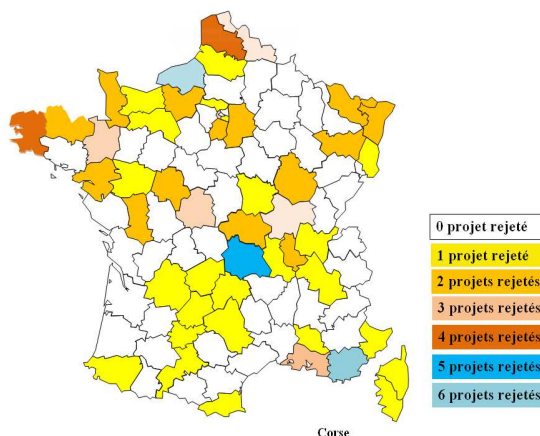 0 projet rejeté
1 projet rejeté
2 projets rejetés
3 projets rejetés
4 projets rejetés
5 projets rejetés
6 projets rejetés
Corse